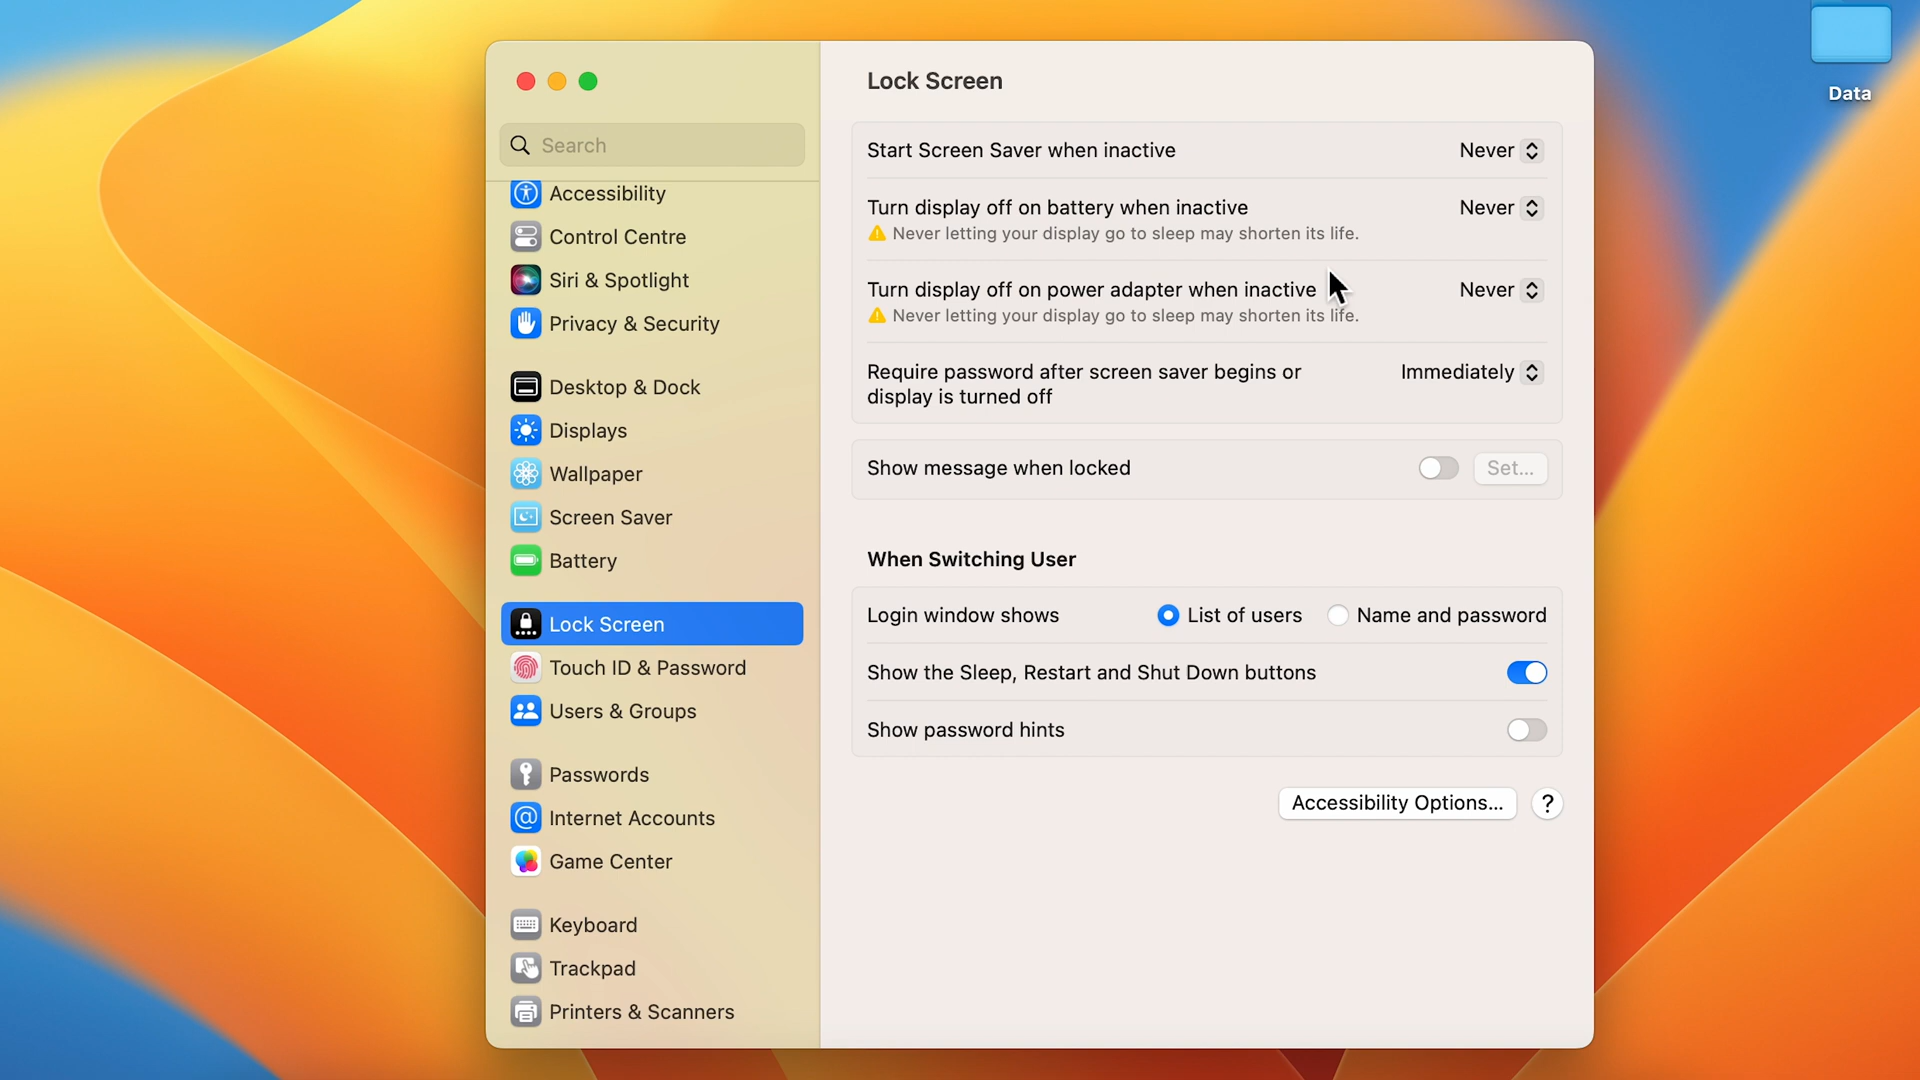 Data
Lock Screen
Search
Accessibility
Control Centre
Siri & Spotlight
Privacy & Security
Desktop & Dock
Displays
Wallpaper
Screen Saver
Battery
Lock Screen
Touch ID & Password
Users & Groups
Passwords
Internet Accounts
Game Center
Keyboard
Trackpad
Printers & Scanners
Start Screen Saver when inactive Never
Turn display off on battery when inactive Never
Never letting your display go to sleep may shorten its life.
Turn display off on power adapter when inactive Never
Never letting your display go to sleep may shorten its life.
Require password after screen saver begins or Immediately
display is turned off
Show message when locked Set...
When Switching User
Login window shows List of users Name and password
Show the Sleep, Restart and Shut Down buttons
Show password hints
Accessibility Options... ?